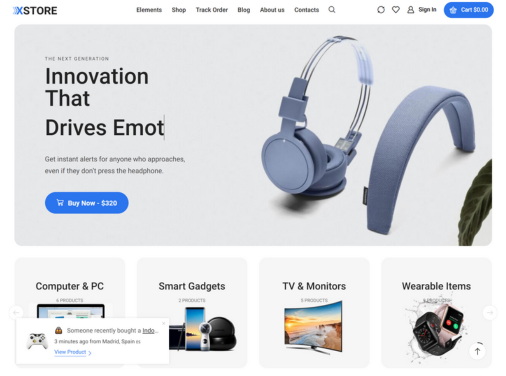 XSTORE
Elements Shop Track Order Blog About us Contacts Sign In Cart $0.00
THE NEXT GENERATION
Innovation
That
Drives Emot
Get instant alerts for anyone who approaches,
even if they don't press the headphone.
Buy Now - $320
Computer & PC
6 PRODUCTS
Smart Gadgets
2 PRODUCTS
TV & Monitors
5 PRODUCTS
Wearable Items
PRODUCTS
Someone recently bought a Indo...
3 minutes ago from Madrid, Spain
View Product